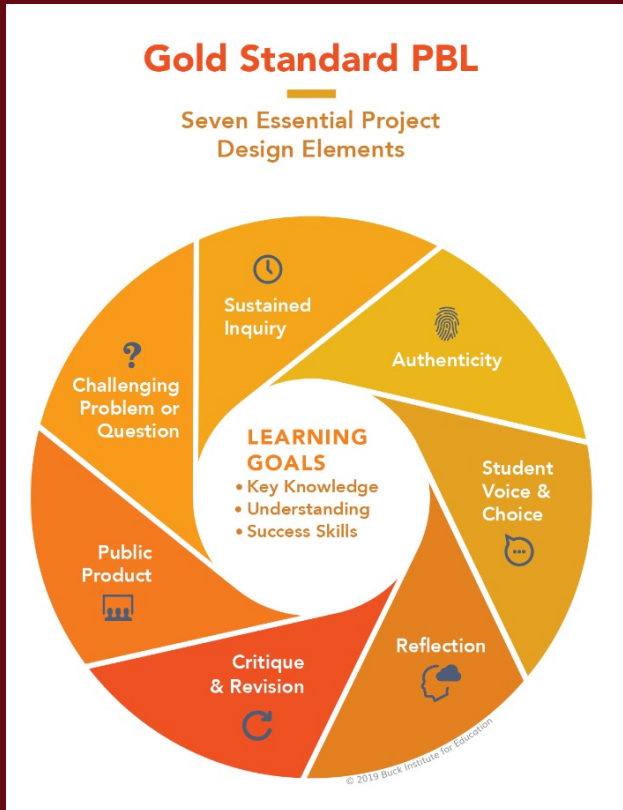 Gold Standard PBL
Seven Essential Project
Design Elements
Sustained
Inquiry
Authenticity
?
Challenging
Problem or
Question
LEARNING
GOALS
• Key Knowledge
• Understanding
• Success Skills
Student
Voice &
Choice
Public
Product
Reflection
Critique
& Revision
© 2019 Buck Institute for Education